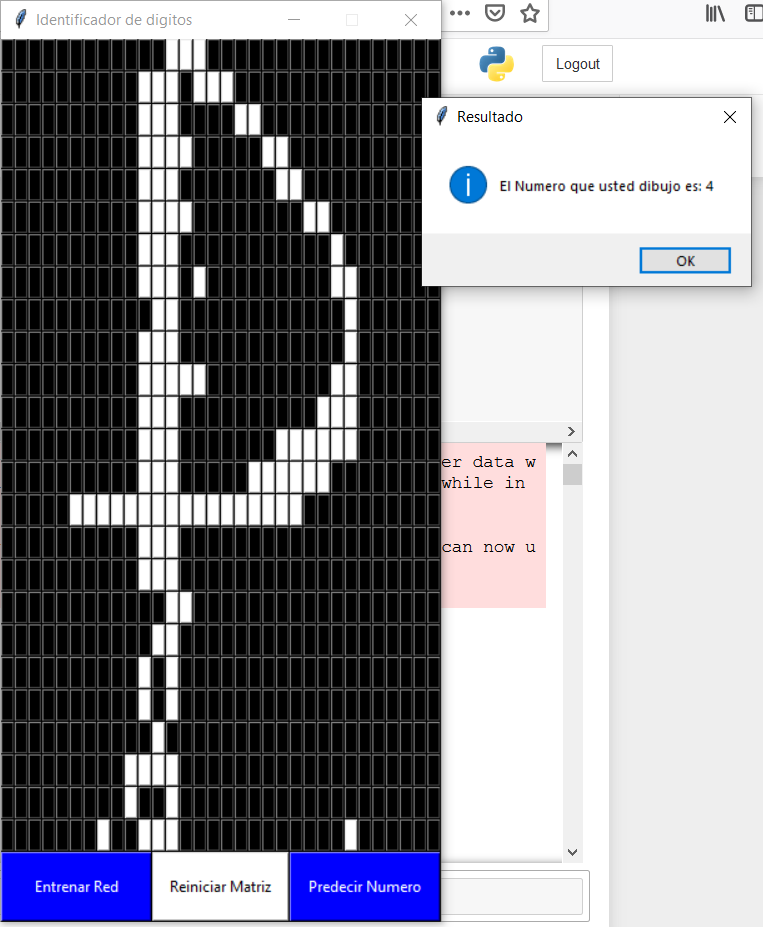 Identificador de digitos
Logout
Resultado
El Numero que usted dibujo es: 4
OK
er data w
while in
can now u
Entrenar Red
Reiniciar Matriz
Predecir Numero